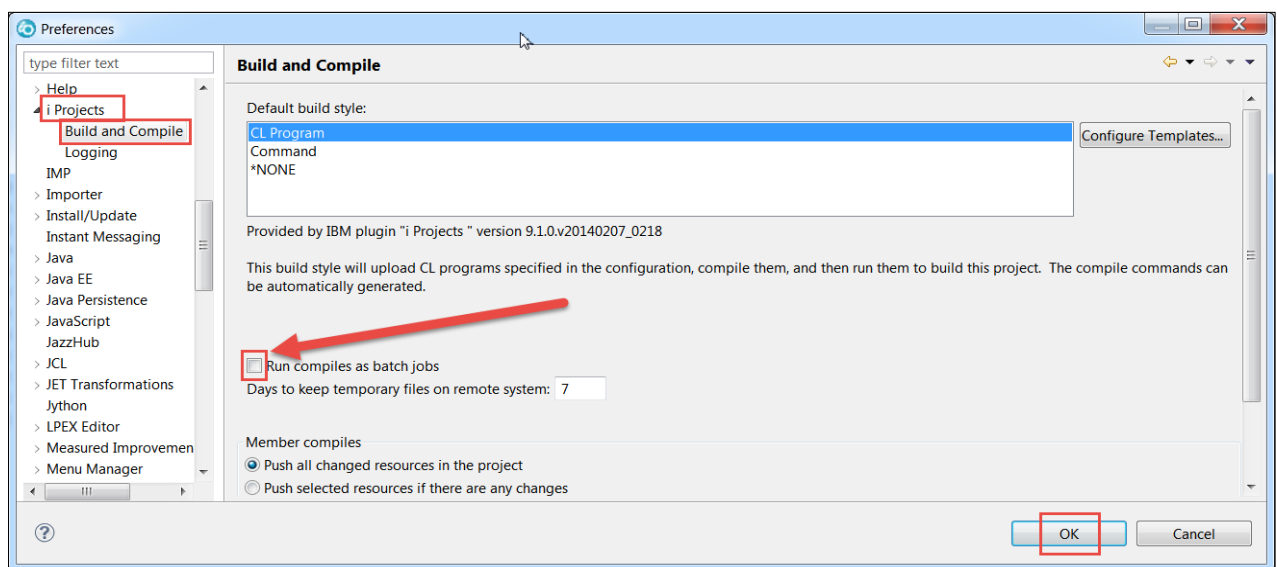 Preferences
type filter text
Help
i Projects
Build and Compile
Logging
IMP
Importer
Install/Update
Instant Messaging
Java
Java EE
Java Persistence
JavaScript
JazzHub
JCL
JET Transformations
Jython
LPEX Editor
Measured Improvemen
Menu Manager
Build and Compile
Default build style:
CL Program
Command
*NONE
Configure Templates...
Provided by IBM plugin "i Projects " version 9.1.0.v20140207_0218
This build style will upload CL programs specified in the configuration, compile them, and then run them to build this project. The compile commands can
be automatically generated.
Run compiles as batch jobs
Days to keep temporary files on remote system: 7
Member compiles
Push all changed resources in the project
Push selected resources if there are any changes
OK
Cancel